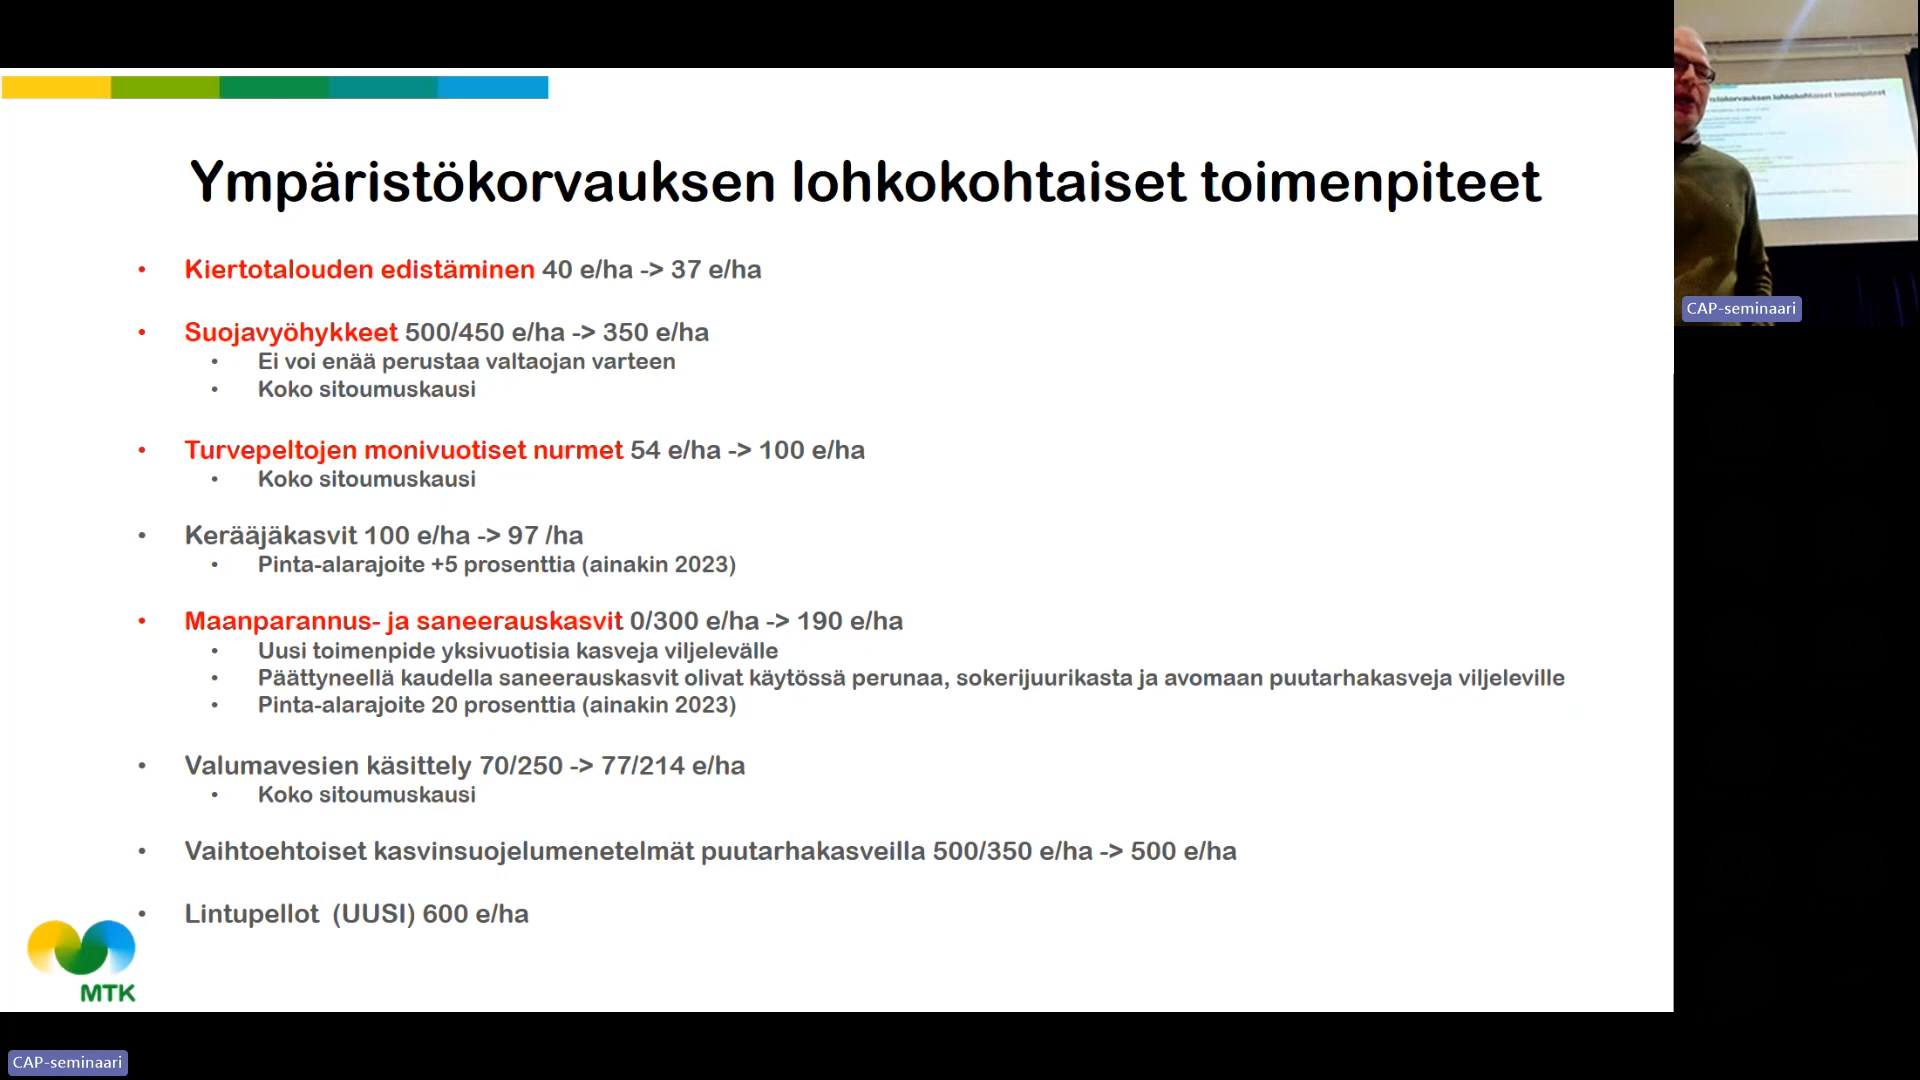 Ympäristökorvauksen lohkokohtaiset toimenpiteet
• Kiertotalouden edistäminen 40 e/ha -> 37 e/ha
• Suojavyöhykkeet 500/450 e/ha -> 350 e/ha
• Ei voi enää perustaa valtaojan varteen
• Koko sitoumuskausi
• Turvepeltojen monivuotiset nurmet 54 e/ha -> 100 e/ha
• Koko sitoumuskausi
• Kerääjäkasvit 100 e/ha -> 97 /ha
• Pinta-alarajoite +5 prosenttia (ainakin 2023)
• Maanparannus- ja saneerauskasvit 0/300 e/ha -> 190 e/ha
• Uusi toimenpide yksivuotisia kasveja viljelevälle
• Päättyneellä kaudella saneerauskasvit olivat käytössä perunaa, sokerijuurikasta ja avomaan puutarhakasveja viljeleville
• Pinta-alarajoite 20 prosenttia (ainakin 2023)
• Valumavesien käsittely 70/250 -> 77/214 e/ha
• Koko sitoumuskausi
• Vaihtoehtoiset kasvinsuojelumenetelmät puutarhakasveilla 500/350 e/ha -> 500 e/ha
• Lintupellot (UUSI) 600 e/ha
MTK
CAP-seminaari
lohkokohtaiset toimenpiteet
CAP-seminaari